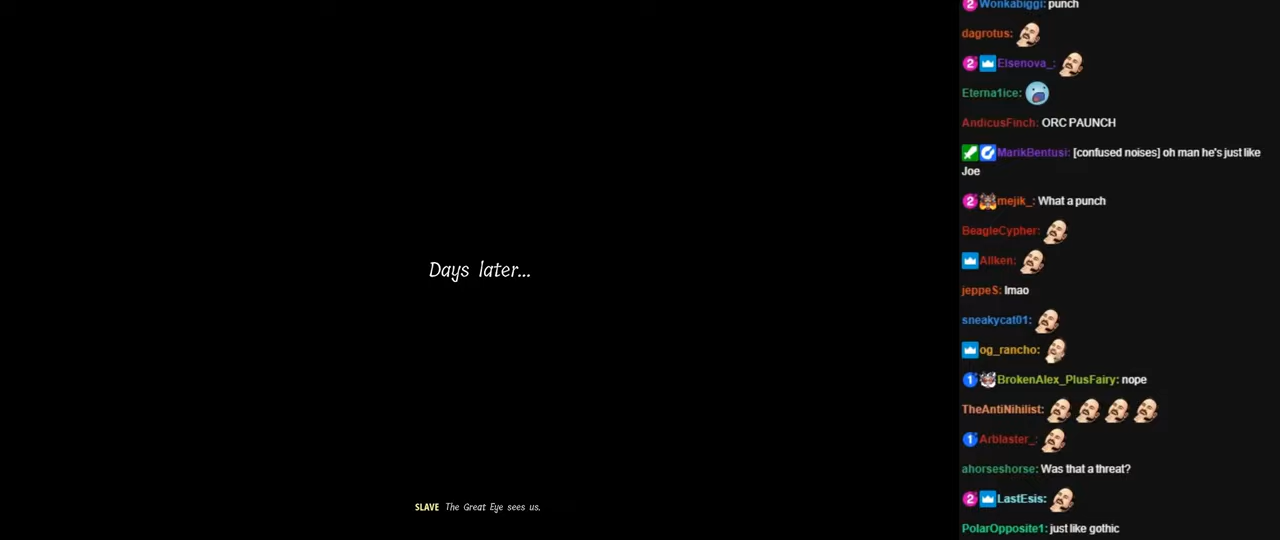 Days later...
SLAVE The Great Eye sees us.
2 Wonkabiggi: punch
dagrotus:
2 Elsenova_:
Eterna1ice:
AndicusFinch: ORC PAUNCH
MarikBentusi: [confused noises] oh man he's just like
Joe
2 mejik_: What a punch
BeagleCypher:
Allken:
jeppeS: lmao
sneakycat01:
og_rancho:
1 BrokenAlex_PlusFairy: nope
TheAntiNihilist:
1 Arblaster_:
ahorseshorse: Was that a threat?
2 LastEsis:
PolarOpposite1: just like gothic